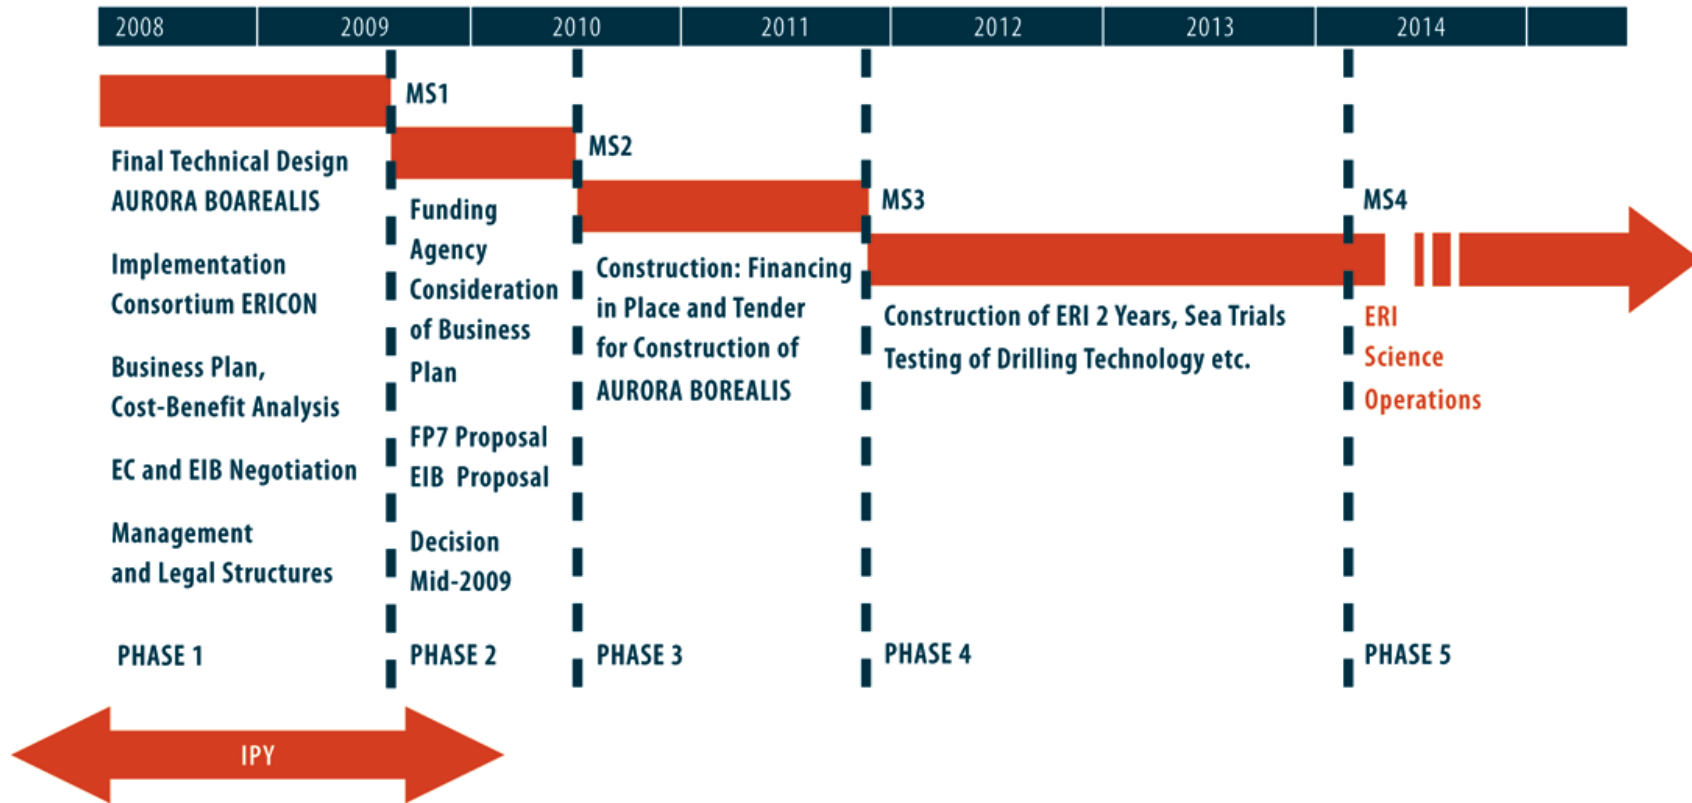 2008 2009 2010 2011 2012 2013 2014
MS1
MS2
MS3
MS4
Final Technical Design
AURORA BOAREALIS
Implementation
Consortium ERICON
Business Plan,
Cost-Benefit Analysis
EC and EIB Negotiation
Management
and Legal Structures
PHASE 1
Funding
Agency
Consideration
of Business
Plan
FP7 Proposal
EIB Proposal
Decision
Mid-2009
PHASE 2
Construction: Financing
in Place and Tender
for Construction of
AURORA BOREALIS
PHASE 3
Construction of ERI 2 Years, Sea Trials
Testing of Drilling Technology etc.
PHASE 4
ERI
Science
Operations
PHASE 5
IPY